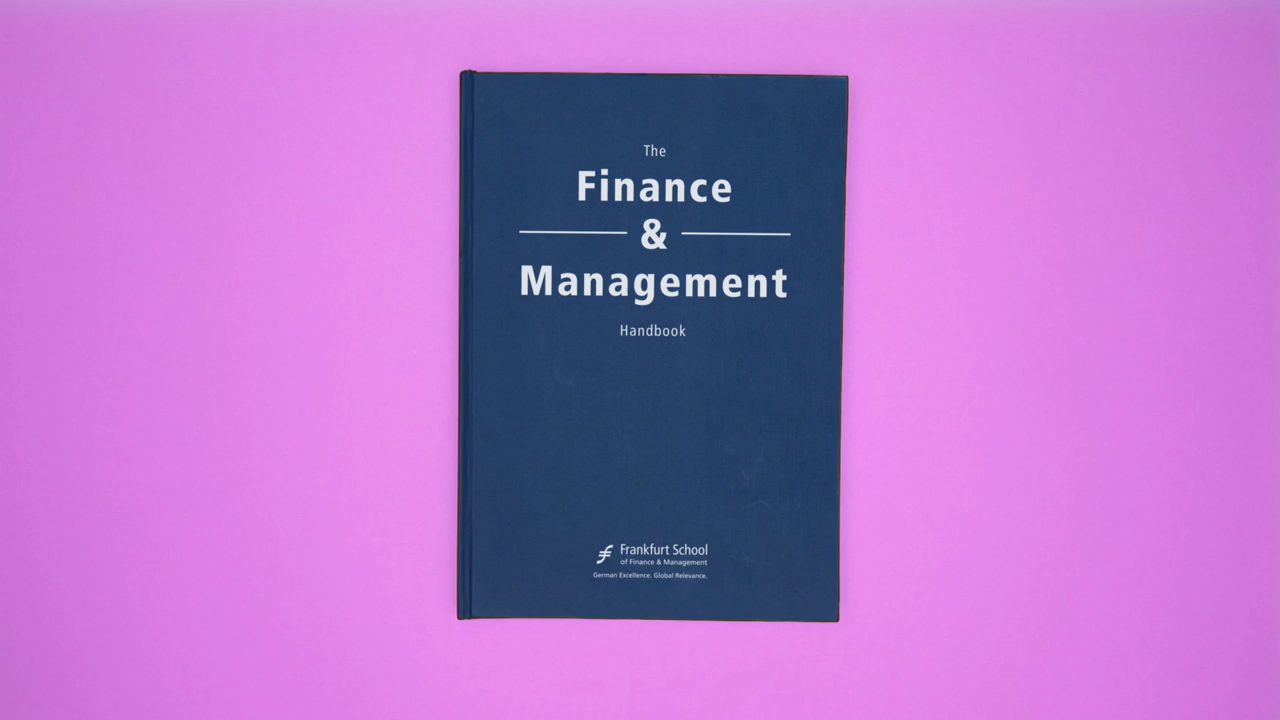 The
Finance
&
Management
Handbook
Frankfurt School
of Finance & Management
German Excellence. Global Relevance.